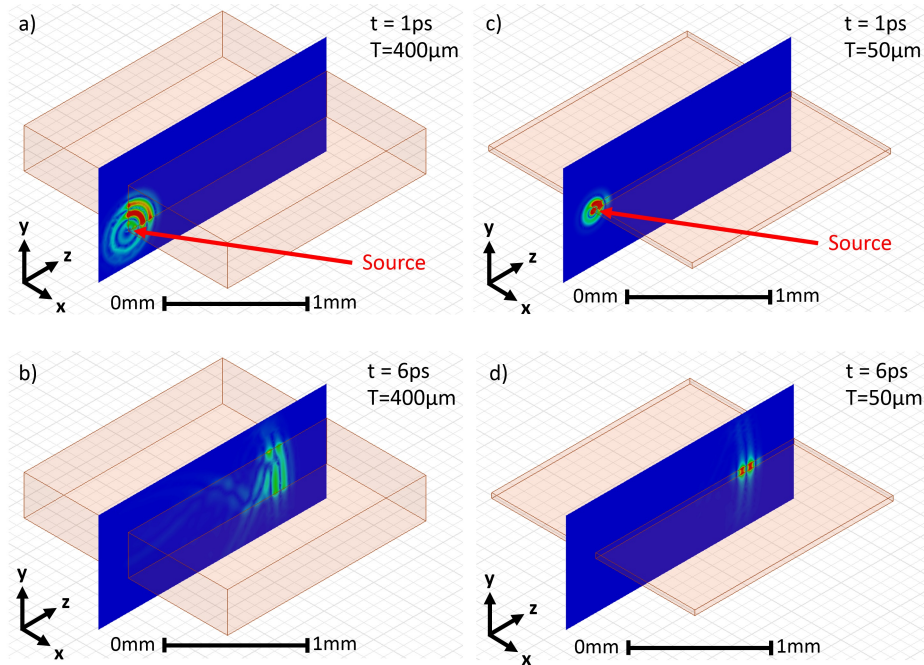 a)
t = 1ps
T=400μm
Source
y
z
x
0mm
1mm
c)
t = 1ps
T=50μm
Source
y
z
x
0mm
1mm
b)
t = 6ps
T=400μm
y
z
x
0mm
1mm
d)
t = 6ps
T=50μm
y
z
x
0mm
1mm